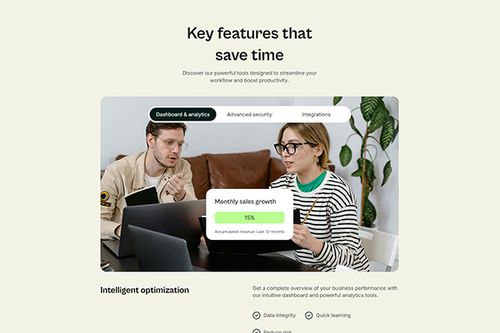 Key features that
save time
Discover our powerful tools designed to streamline your
workflow and boost productivity.
Dashboard & analytics
Advanced security
Integrations
Monthly sales growth
15%
Accumulated revenue: Last 12 months
Intelligent optimization
Get a complete overview of your business performance with
our intuitive dashboard and powerful analytics tools.
Data integrity
Quick learning
Reduce risk